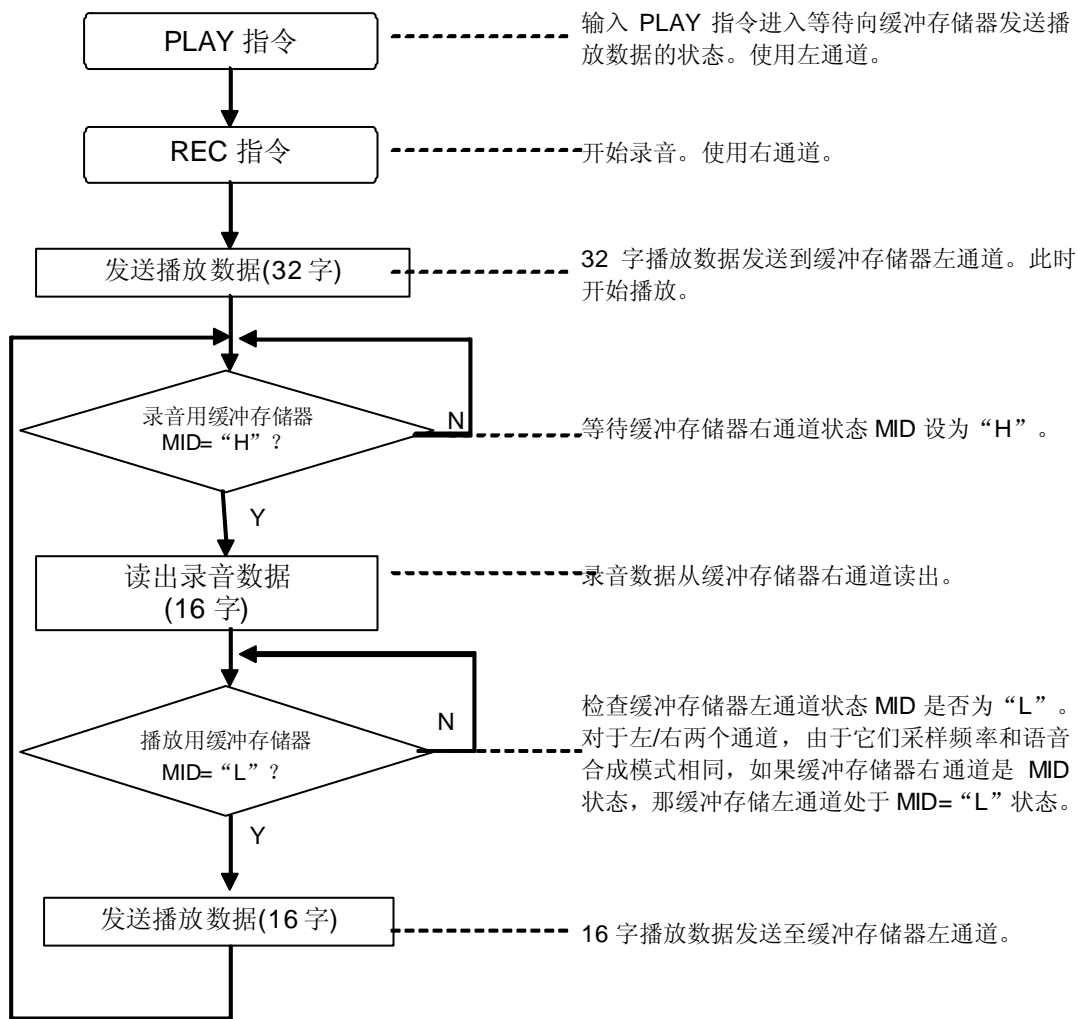 PLAY 指令
输入 PLAY 指令进入等待向缓冲存储器发送播
放数据的状态。使用左通道。
REC 指令
开始录音。使用右通道。
发送播放数据(32 字)
32 字播放数据发送到缓冲存储器左通道。此时
开始播放。
录音用缓冲存储器
MID= “H”？
N
等待缓冲存储器右通道状态 MID 设为“H”。
Y
读出录音数据
(16 字)
录音数据从缓冲存储器右通道读出。
播放用缓冲存储器
MID= “L”？
N
检查缓冲存储器左通道状态 MID 是否为“L”。
对于左/右两个通道，由于它们采样频率和语音
合成模式相同，如果缓冲存储器右通道是 MID
状态，那缓冲存储左通道处于 MID= “L”状态。
Y
发送播放数据(16 字)
16 字播放数据发送至缓冲存储器左通道。